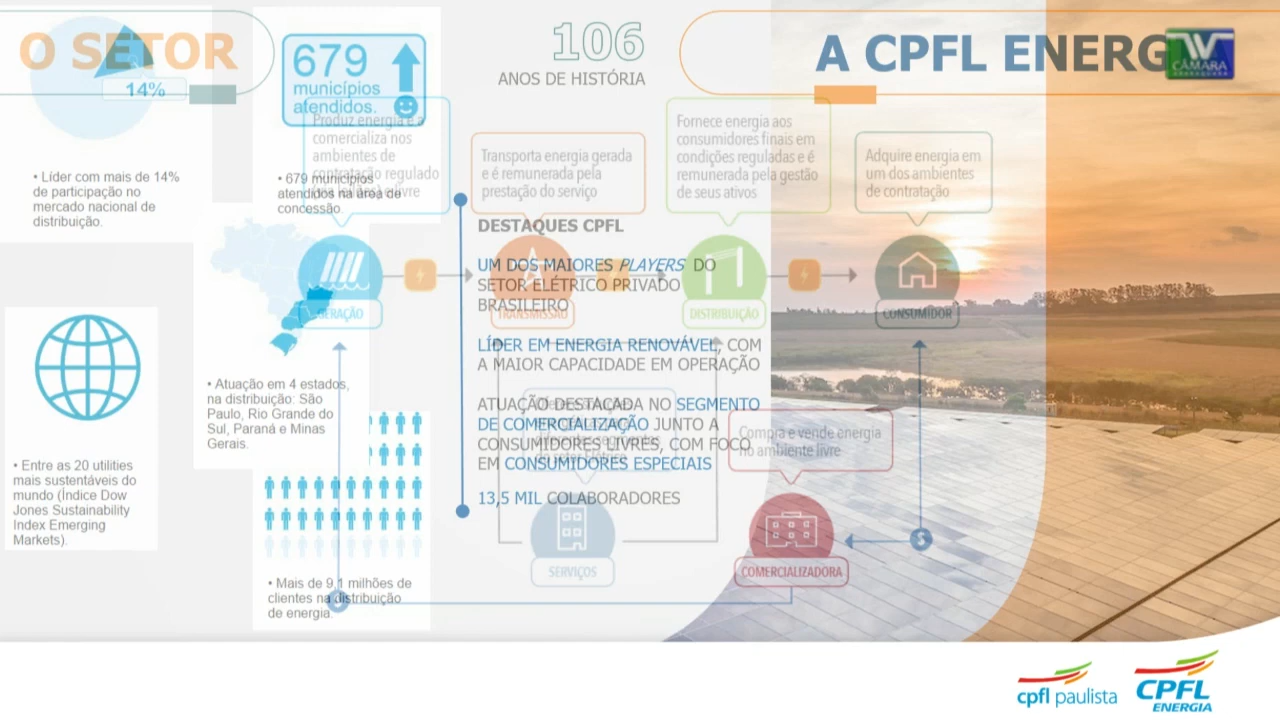 O SETOR
14%
679
municípios
atendidos.
106
ANOS DE HISTÓRIA
A CPFL ENERG
TV
CÂMARA
Produz energia e a
comercializa nos
ambientes de
contratação regulado
e livre
Transporta energia gerada
e é remunerada pela
prestação do serviço
Fornece energia aos
consumidores finais em
condições reguladas e é
remunerada pela gestão
de seus ativos
Adquire energia em
um dos ambientes
de contratação
• Líder com mais de 14%
de participação no
mercado nacional de
distribuição.
• 679 municípios
atendidos na área de
concessão.
DESTAQUES CPFL
UM DOS MAIORES PLAYERS DO
SETOR ELÉTRICO PRIVADO
BRASILEIRO
LÍDER EM ENERGIA RENOVÁVEL, COM
A MAIOR CAPACIDADE EM OPERAÇÃO
ATUAÇÃO DESTACADA NO SEGMENTO
DE COMERCIALIZAÇÃO JUNTO A
CONSUMIDORES LIVRES, COM FOCO
EM CONSUMIDORES ESPECIAIS
13,5 MIL COLABORADORES
GERAÇÃO
TRANSMISSÃO
DISTRIBUIÇÃO
CONSUMIDOR
• Atuação em 4 estados,
na distribuição: São
Paulo, Rio Grande do
Sul, Paraná e Minas
Gerais.
Compra e vende energia
no ambiente livre
• Entre as 20 utilities
mais sustentáveis do
mundo (Índice Dow
Jones Sustainability
Index Emerging
Markets).
$
SERVIÇOS
COMERCIALIZADORA
• Mais de 9,1 milhões de
clientes na distribuição
de energia.
cpfl paulista
CPFL
ENERGIA